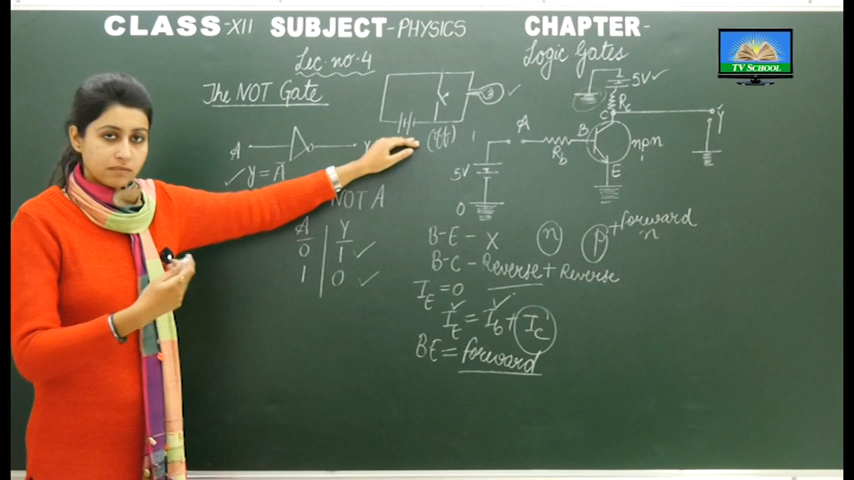 CLASS-XII SUBJECT-PHYSICS CHAPTER-
Lec. no. 4
Logic Gates
TV SCHOOL
The NOT Gate
A
y = A̅
NOT A
A Y
0 1
1 0
1
A
5V
0
Rb
B
C
E
npn
Rc
5V
Y
B-E - X
n
p
forward
n
B-C - Reverse + Reverse
IE = 0
IE = Ib + Ic
BE = forward